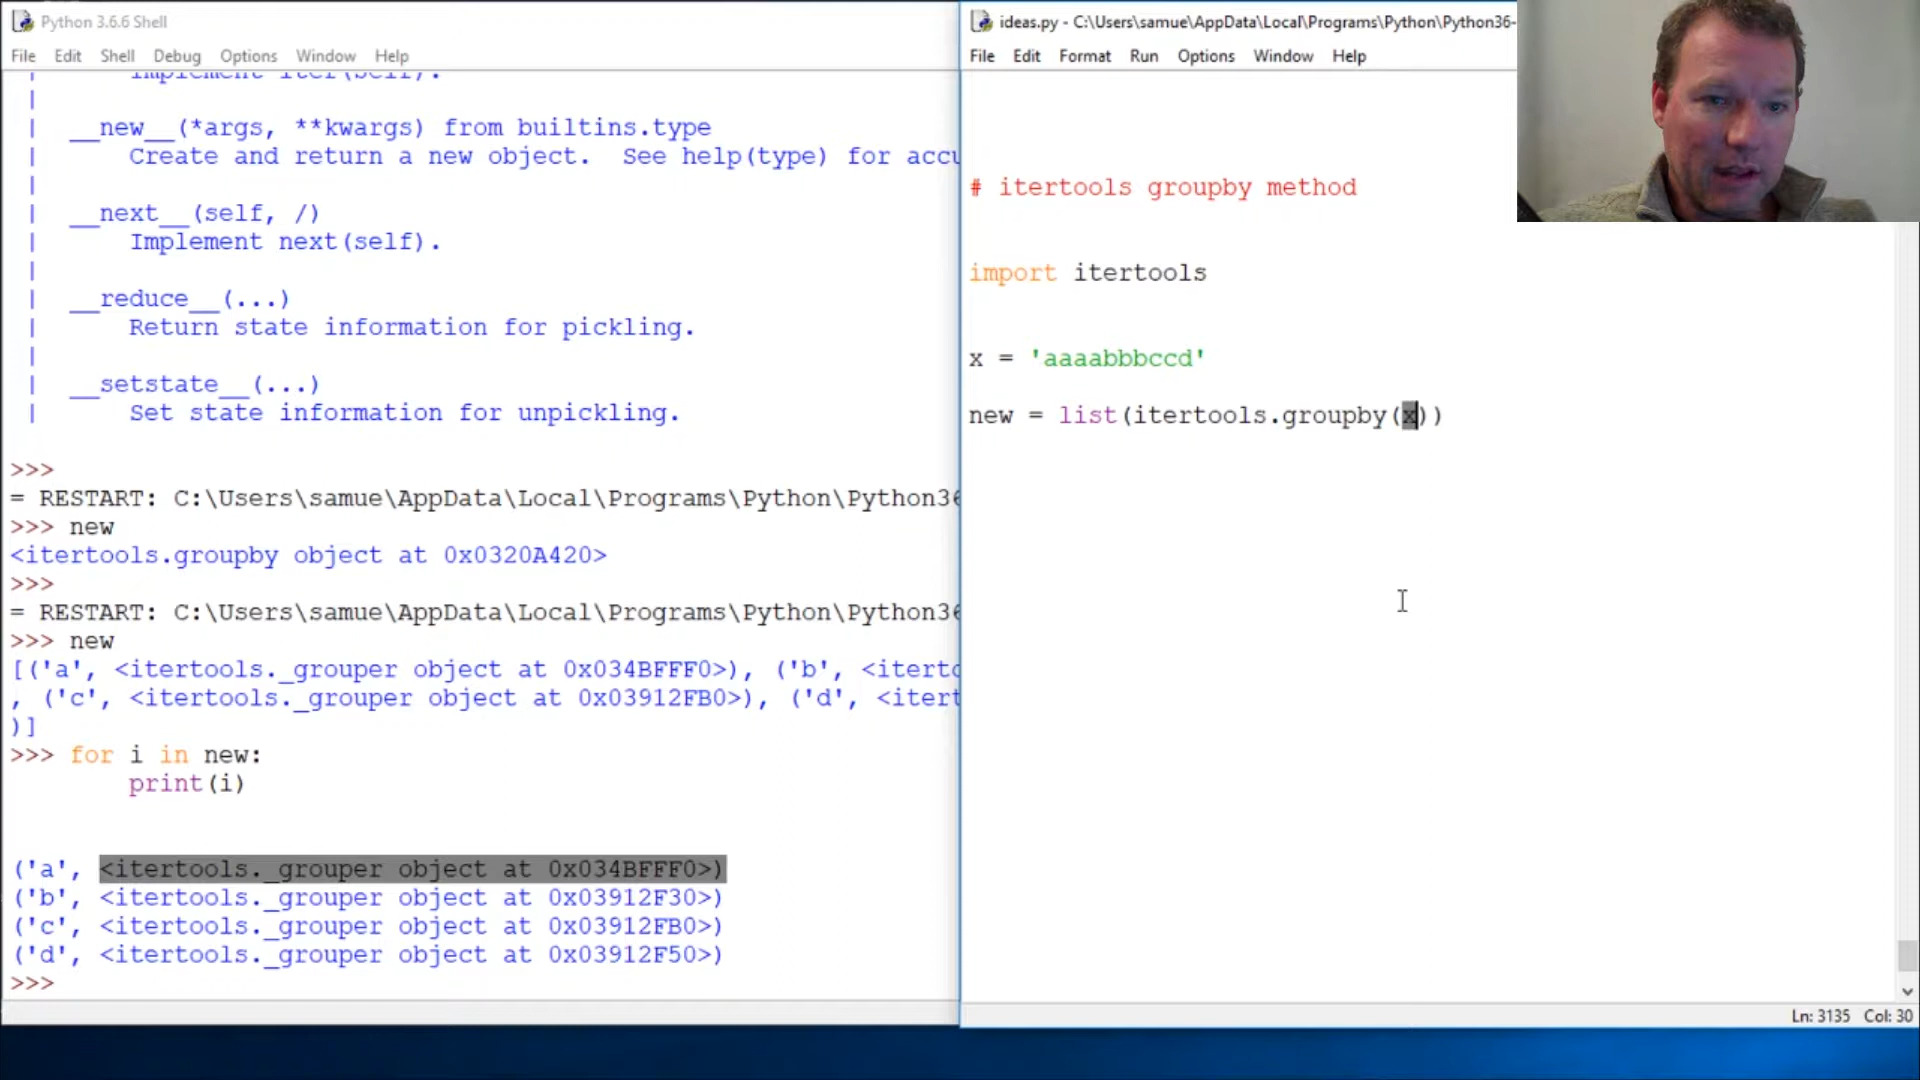 Python 3.6.6 Shell
File Edit Shell Debug Options Window Help
Implement iter(self).
|
| __new__(*args, **kwargs) from builtins.type
| Create and return a new object.  See help(type) for accu
|
| __next__(self, /)
| Implement next(self).
|
| __reduce__(...)
| Return state information for pickling.
|
| __setstate__(...)
| Set state information for unpickling.
>>>
= RESTART: C:\Users\samue\AppData\Local\Programs\Python\Python36
>>> new
<itertools.groupby object at 0x0320A420>
>>>
= RESTART: C:\Users\samue\AppData\Local\Programs\Python\Python36
>>> new
[('a', <itertools._grouper object at 0x034BFFF0>), ('b', <iterto
, ('c', <itertools._grouper object at 0x03912FB0>), ('d', <itert
)]
>>> for i in new:
print(i)
('a', <itertools._grouper object at 0x034BFFF0>)
('b', <itertools._grouper object at 0x03912F30>)
('c', <itertools._grouper object at 0x03912FB0>)
('d', <itertools._grouper object at 0x03912F50>)
>>>
ideas.py - C:\Users\samue\AppData\Local\Programs\Python\Python36-
File Edit Format Run Options Window Help
# itertools groupby method
import itertools
x = 'aaaabbbccd'
new = list(itertools.groupby(x))
Ln: 3135 Col: 30